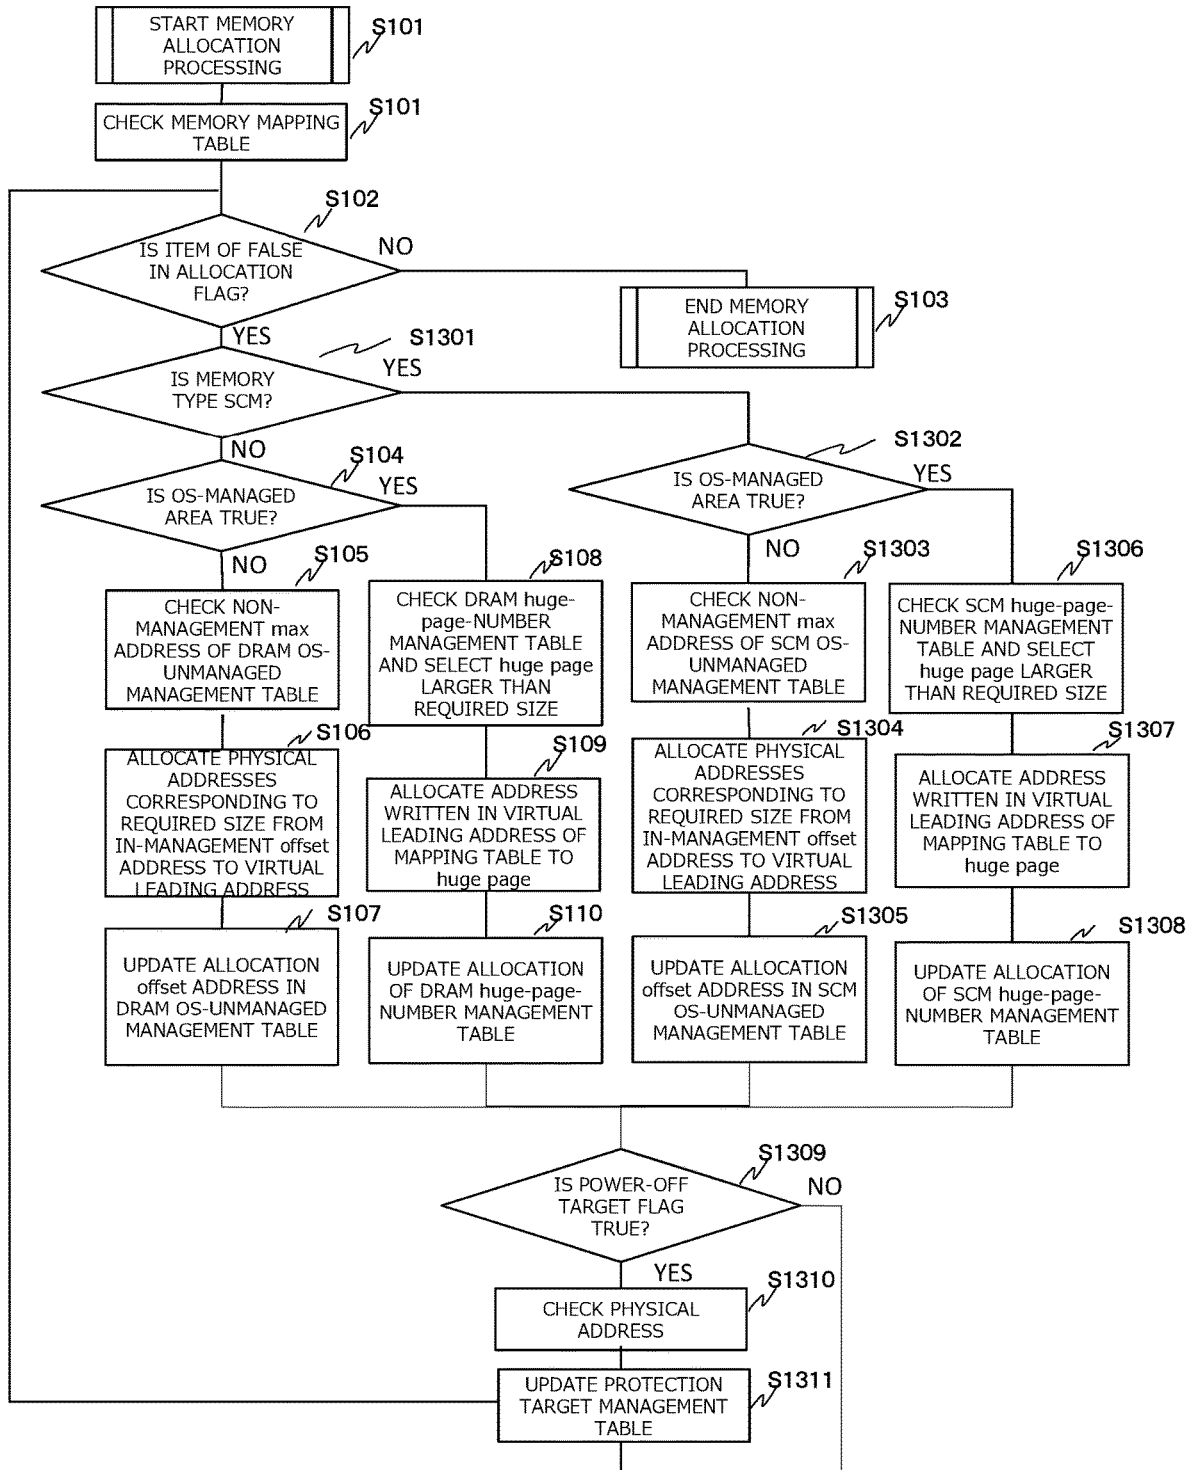 START MEMORY
ALLOCATION
PROCESSING
S101
CHECK MEMORY MAPPING
TABLE
S101
S102
IS ITEM OF FALSE
IN ALLOCATION
FLAG?
NO
YES
END MEMORY
ALLOCATION
PROCESSING
S103
S1301
IS MEMORY
TYPE SCM?
YES
NO
S104
IS OS-MANAGED
AREA TRUE?
YES
NO
S1302
IS OS-MANAGED
AREA TRUE?
YES
NO
S105
CHECK NON-
MANAGEMENT max
ADDRESS OF DRAM OS-
UNMANAGED
MANAGEMENT TABLE
S108
CHECK DRAM huge-
page-NUMBER
MANAGEMENT TABLE
AND SELECT huge page
LARGER THAN
REQUIRED SIZE
S1303
CHECK NON-
MANAGEMENT max
ADDRESS OF SCM OS-
UNMANAGED
MANAGEMENT TABLE
S1306
CHECK SCM huge-page-
NUMBER MANAGEMENT
TABLE AND SELECT
huge page LARGER
THAN REQUIRED SIZE
S106
ALLOCATE PHYSICAL
ADDRESSES
CORRESPONDING TO
REQUIRED SIZE FROM
IN-MANAGEMENT offset
ADDRESS TO VIRTUAL
LEADING ADDRESS
S109
ALLOCATE ADDRESS
WRITTEN IN VIRTUAL
LEADING ADDRESS OF
MAPPING TABLE TO
huge page
S1304
ALLOCATE PHYSICAL
ADDRESSES
CORRESPONDING TO
REQUIRED SIZE FROM
IN-MANAGEMENT offset
ADDRESS TO VIRTUAL
LEADING ADDRESS
S1307
ALLOCATE ADDRESS
WRITTEN IN VIRTUAL
LEADING ADDRESS OF
MAPPING TABLE TO
huge page
S107
UPDATE ALLOCATION
offset ADDRESS IN
DRAM OS-UNMANAGED
MANAGEMENT TABLE
S110
UPDATE ALLOCATION
OF DRAM huge-page-
NUMBER MANAGEMENT
TABLE
S1305
UPDATE ALLOCATION
offset ADDRESS IN SCM
OS-UNMANAGED
MANAGEMENT TABLE
S1308
UPDATE ALLOCATION
OF SCM huge-page-
NUMBER MANAGEMENT
TABLE
S1309
IS POWER-OFF
TARGET FLAG
TRUE?
NO
YES
S1310
CHECK PHYSICAL
ADDRESS
S1311
UPDATE PROTECTION
TARGET MANAGEMENT
TABLE